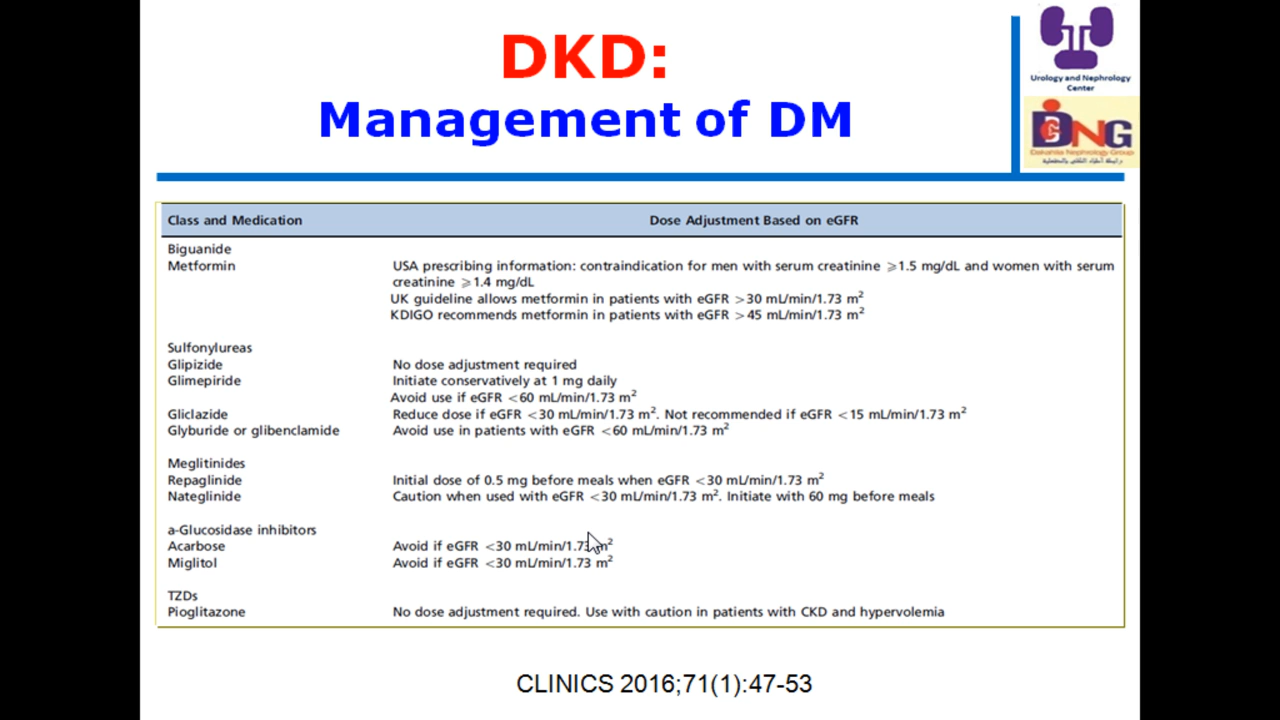 DKD:
Management of DM
Urology and Nephrology
Center
DNG
Dakahlia Nephrology Group
Class and Medication Dose Adjustment Based on eGFR
Biguanide
Metformin USA prescribing information: contraindication for men with serum creatinine ⩾1.5 mg/dL and women with serum
creatinine ⩾1.4 mg/dL
UK guideline allows metformin in patients with eGFR >30 mL/min/1.73 m²
KDIGO recommends metformin in patients with eGFR >45 mL/min/1.73 m²
Sulfonylureas
Glipizide No dose adjustment required
Glimepiride Initiate conservatively at 1 mg daily
Avoid use if eGFR <60 mL/min/1.73 m²
Gliclazide Reduce dose if eGFR <30 mL/min/1.73 m². Not recommended if eGFR <15 mL/min/1.73 m²
Glyburide or glibenclamide Avoid use in patients with eGFR <60 mL/min/1.73 m²
Meglitinides
Repaglinide Initial dose of 0.5 mg before meals when eGFR <30 mL/min/1.73 m²
Nateglinide Caution when used with eGFR <30 mL/min/1.73 m². Initiate with 60 mg before meals
a-Glucosidase inhibitors
Acarbose Avoid if eGFR <30 mL/min/1.73 m²
Miglitol Avoid if eGFR <30 mL/min/1.73 m²
TZDs
Pioglitazone No dose adjustment required. Use with caution in patients with CKD and hypervolemia
CLINICS 2016;71(1):47-53